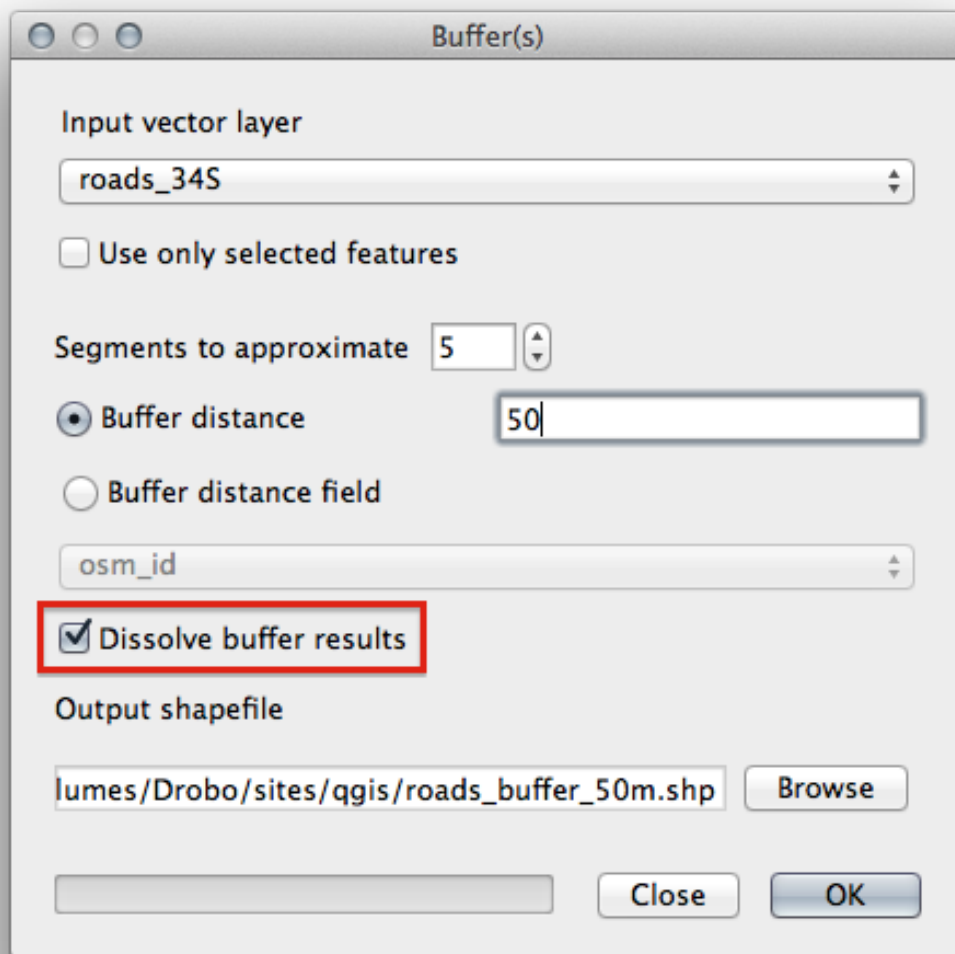 Buffer(s)
Input vector layer
roads_34S
Use only selected features
Segments to approximate 5
Buffer distance 50
Buffer distance field
osm_id
Dissolve buffer results
Output shapefile
lumes/Drobo/sites/qgis/roads_buffer_50m.shp Browse
Close OK